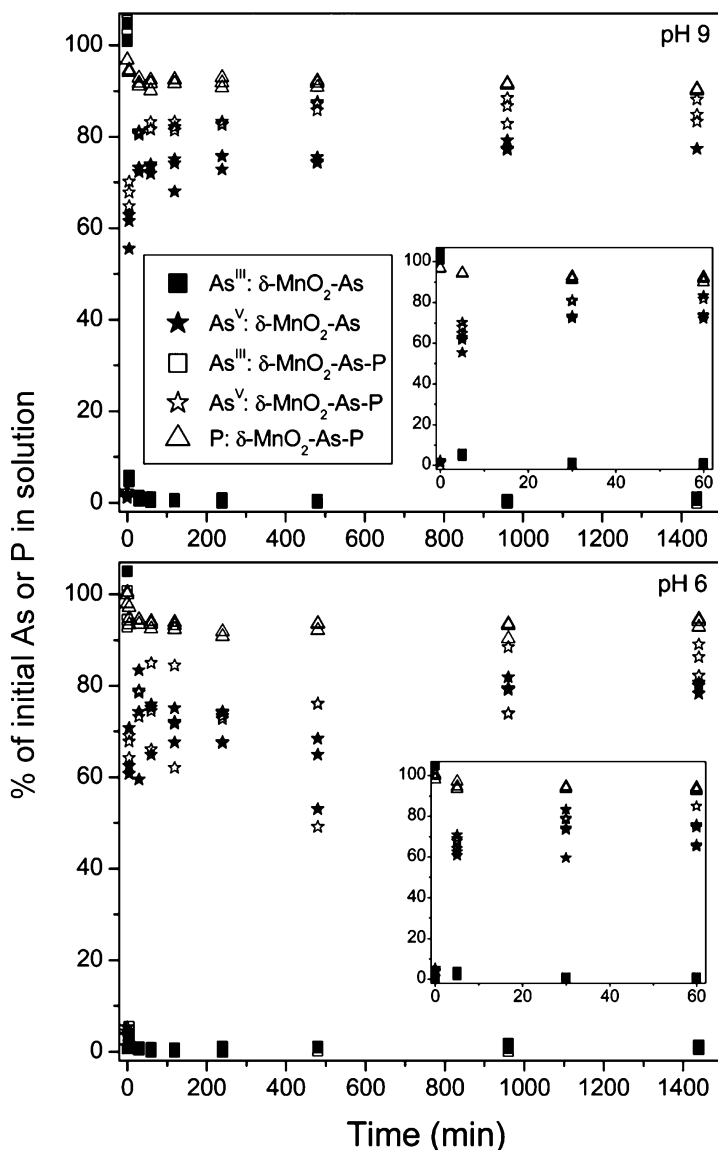 pH 9
100
80
60
40
20
0
0 200 400 600 800 1000 1200 1400
As^III: δ-MnO₂-As
As^V: δ-MnO₂-As
As^III: δ-MnO₂-As-P
As^V: δ-MnO₂-As-P
P: δ-MnO₂-As-P
100
80
60
40
20
0
0 20 40 60
% of initial As or P in solution
pH 6
100
80
60
40
20
0
0 200 400 600 800 1000 1200 1400
100
80
60
40
20
0
0 20 40 60
Time (min)